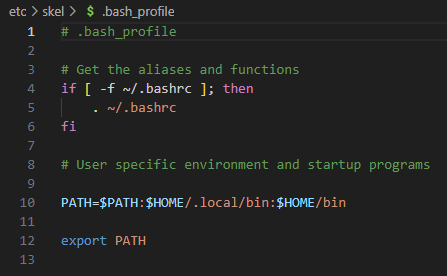 etc > skel > $ .bash_profile
1 # .bash_profile
2
3 # Get the aliases and functions
4 if [ -f ~/.bashrc ]; then
5     . ~/.bashrc
6 fi
7
8 # User specific environment and startup programs
9
10 PATH=$PATH:$HOME/.local/bin:$HOME/bin
11
12 export PATH
13